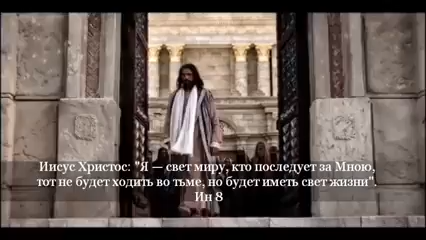 Иисус Христос: "Я — свет миру, кто последует за Мною,
тот не будет ходить во тьме, но будет иметь свет жизни".
Ин 8